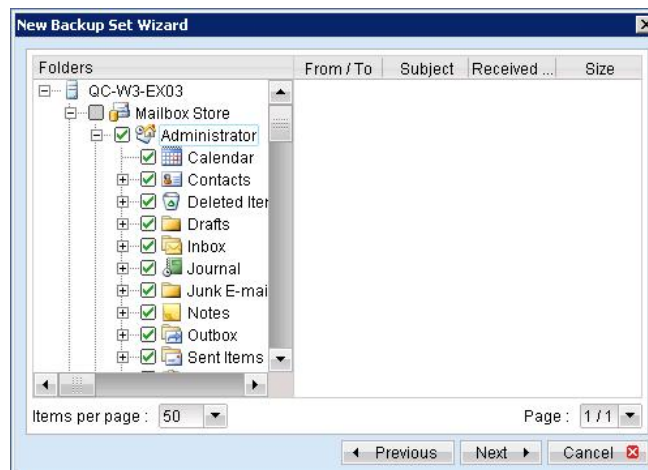 New Backup Set Wizard
Folders From / To Subject Received ... Size
QC-W3-EX03
Mailbox Store
Administrator
Calendar
Contacts
Deleted Iter
Drafts
Inbox
Journal
Junk E-mai
Notes
Outbox
Sent Items
Items per page : 50 Page : 1 / 1
Previous Next Cancel